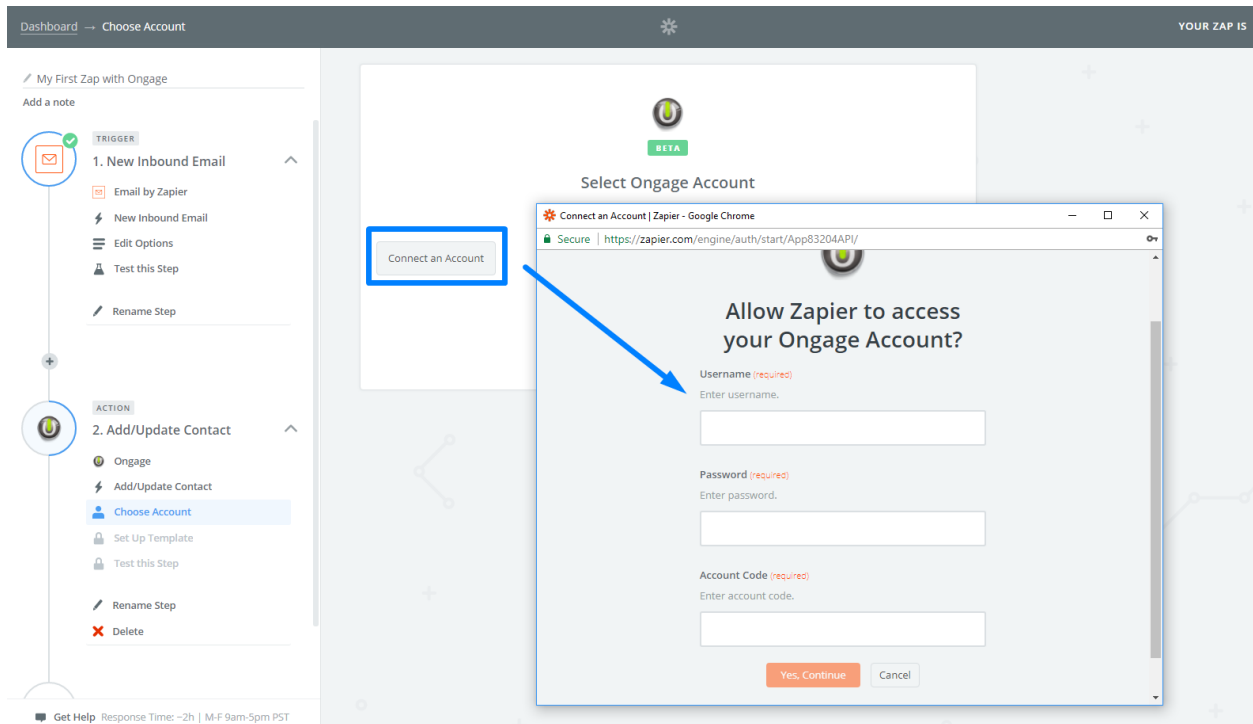 Dashboard → Choose Account
YOUR ZAP IS
My First Zap with Ongage
Add a note
TRIGGER
1. New Inbound Email
Email by Zapier
New Inbound Email
Edit Options
Test this Step
Rename Step
ACTION
2. Add/Update Contact
Ongage
Add/Update Contact
Choose Account
Set Up Template
Test this Step
Rename Step
Delete
Get Help Response Time: ~2h | M-F 9am-5pm PST
BETA
Select Ongage Account
Connect an Account
Connect an Account | Zapier - Google Chrome
Secure | https://zapier.com/engine/auth/start/App83204API/
Allow Zapier to access
your Ongage Account?
Username (required)
Enter username.
Password (required)
Enter password.
Account Code (required)
Enter account code.
Yes, Continue
Cancel